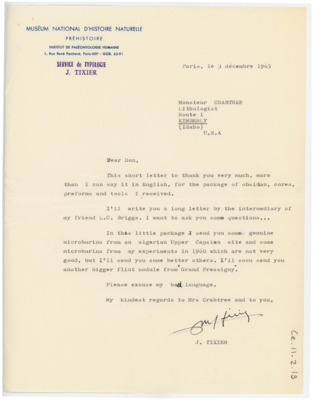 MUSÉUM NATIONAL D'HISTOIRE NATURELLE
PRÉHISTOIRE
INSTITUT DE PALÉONTOLOGIE HUMAINE
1, Rue René Panhard, Paris-XIIIᵉ - GOB. 62-91
SERVICE de TYPOLOGIE
J. TIXIER
Paris, le 3 décembre 1963
Monsieur CRABTREE
Lithologist
Route 1
KIMBERLY
(Idaho)
U.S.A
Dear Don,
This short letter to thank you very much, more
than I can say it in English, for the package of obsidan, cores,
preforms and tools I received.
I'll write you a long letter by the intermediary of
my friend L.C. Briggs. I want to ask you some questions...
In this little package I send you some genuine
microburins from an algerian Upper Capsian site and some
microburins from my experiments in 1960 which are not very
good, but I'll send you some better others. I'll soon send you
another bigger flint nodule from Grand Pressigny.
Please excuse my bad language.
My kindest regards to Mrs Crabtree and to you,
J. TIXIER
Cc.11.2.18